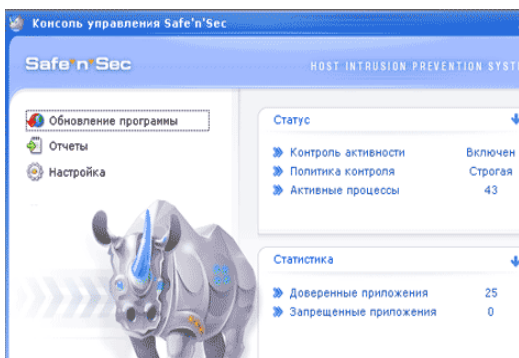 Консоль управления Safe'n'Sec
Safe'n'Sec
HOST INTRUSION PREVENTION SYST
Обновление программы
Отчеты
Настройка
Статус
Контроль активности Включен
Политика контроля Строгая
Активные процессы 43
Статистика
Доверенные приложения 25
Запрещенные приложения 0